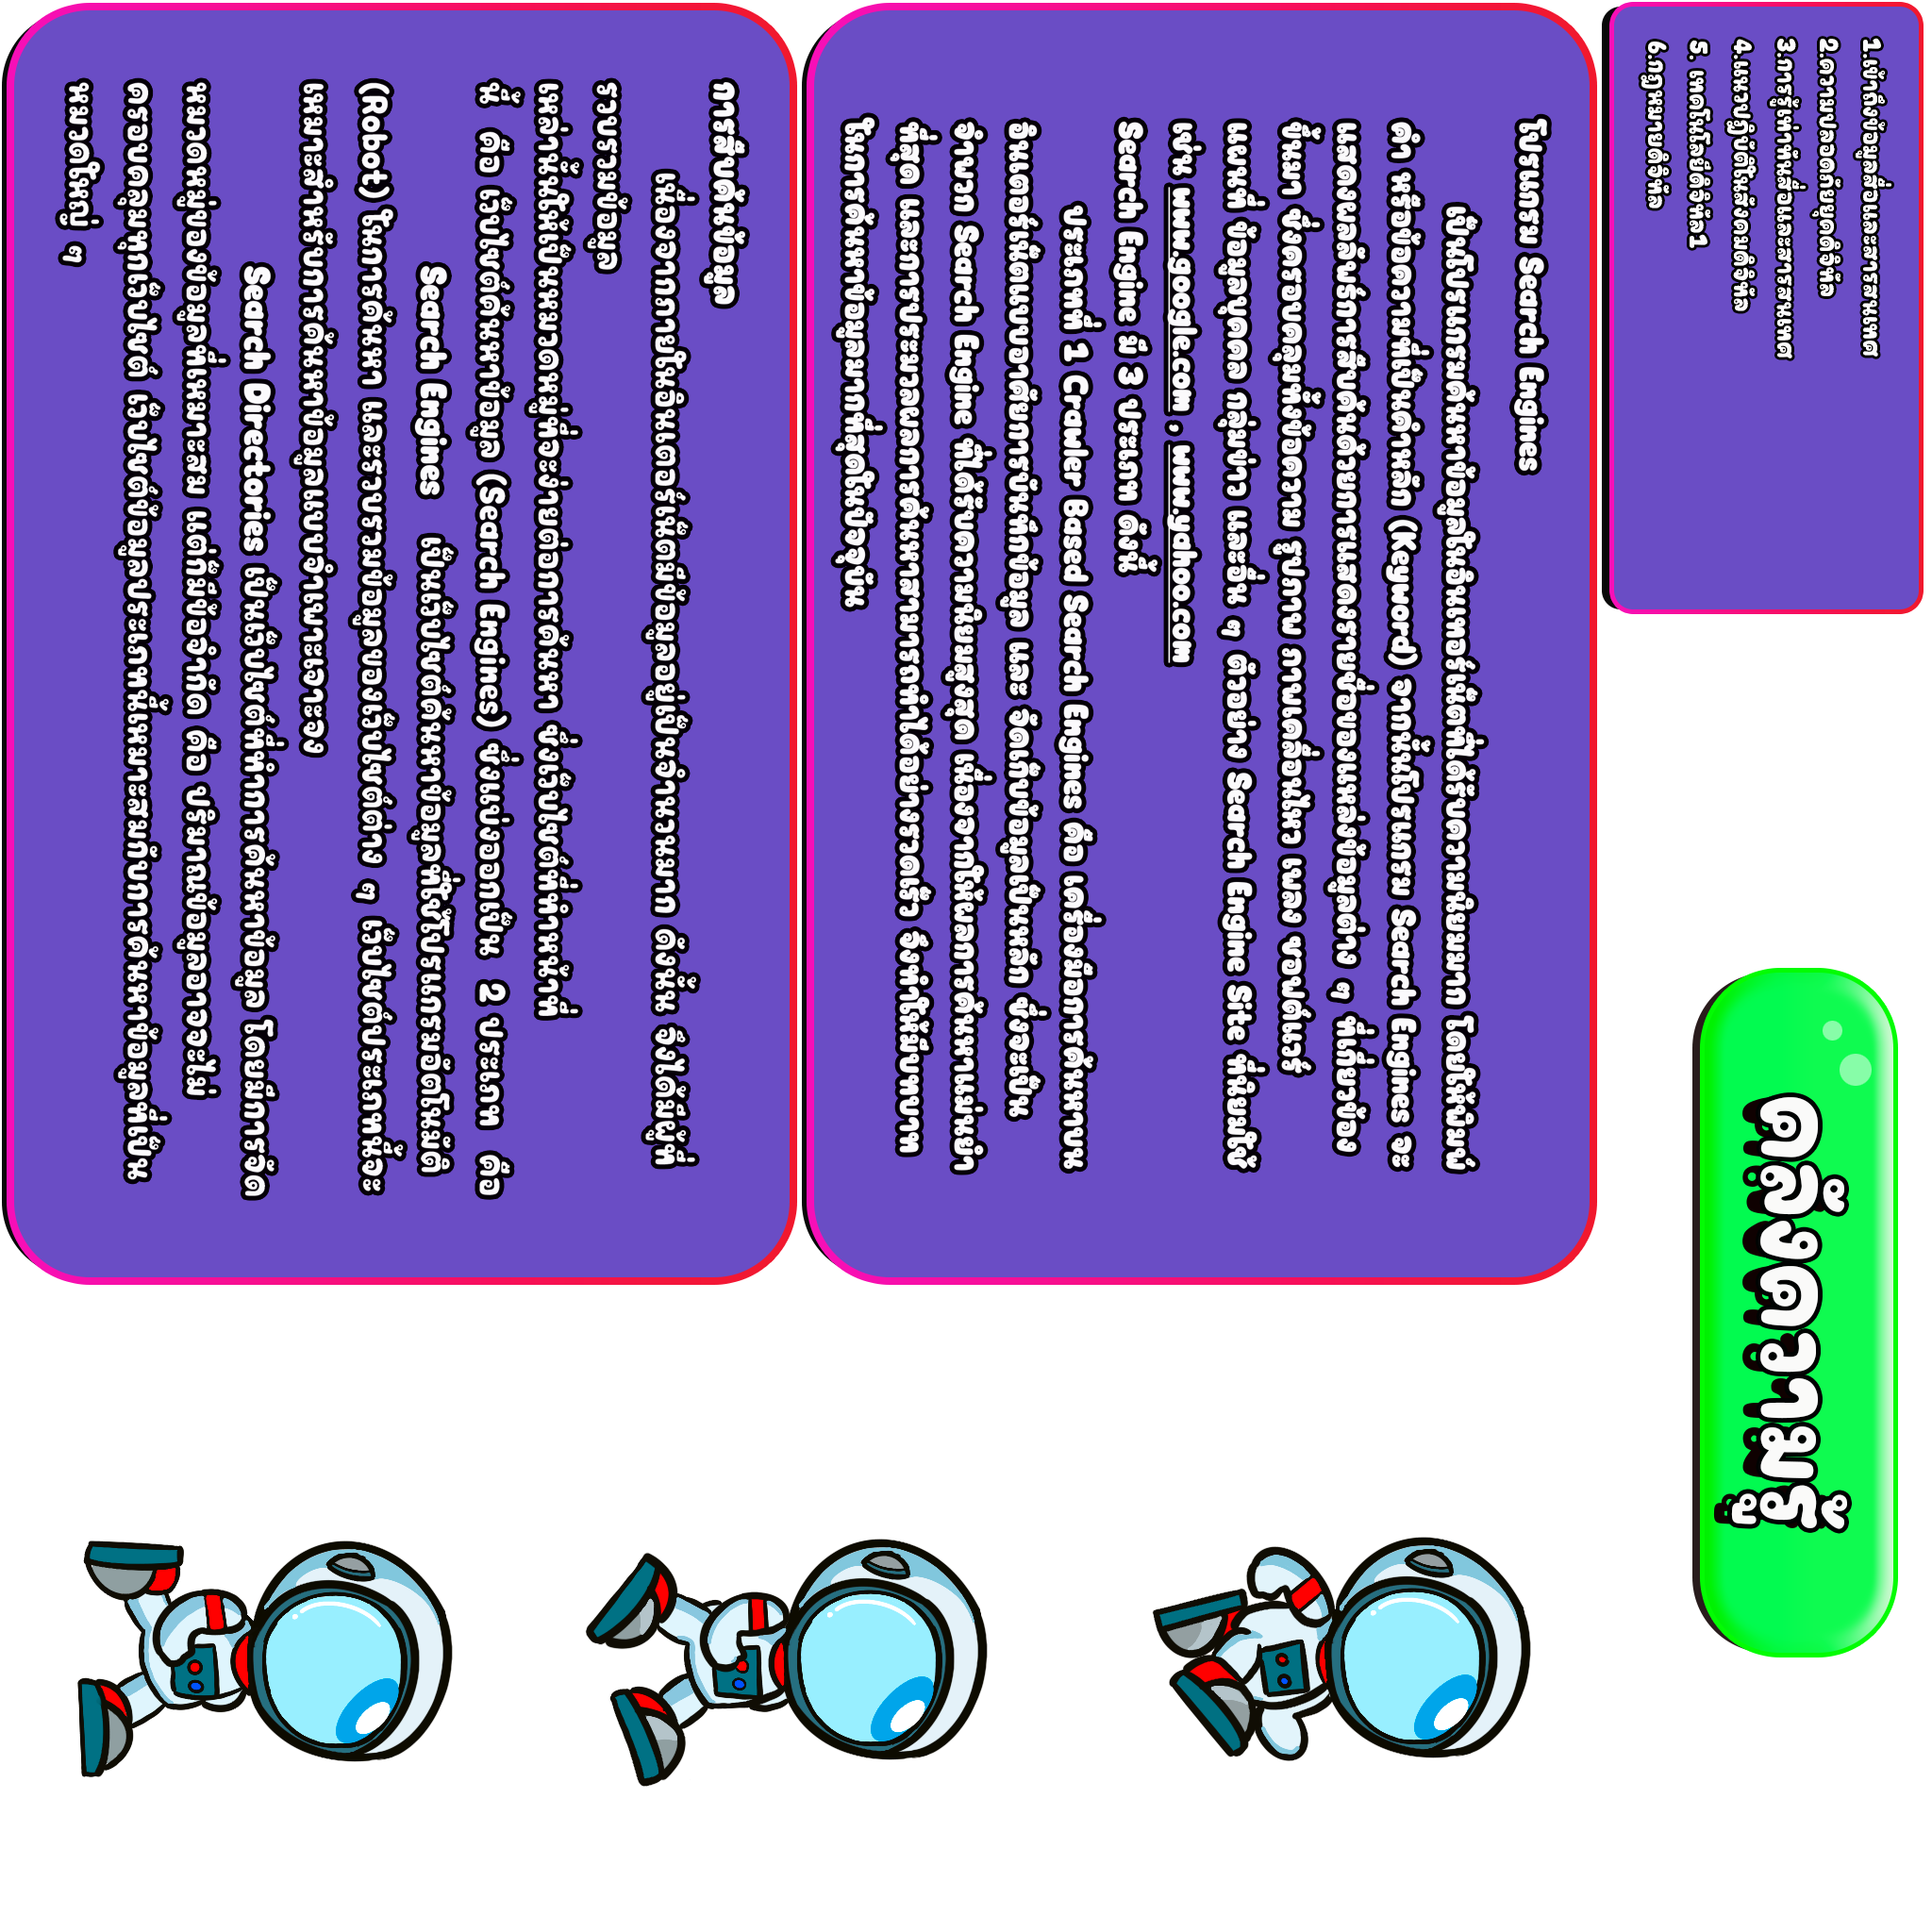 การสืบค้นข้อมูล
เนื่องจากภายในอินเตอร์เน็ตมีข้อมูลอยู่เป็นจำนวนมาก ดังนั้น จึงได้มีผู้ที่
รวบรวมข้อมูล
เหล่านั้นให้เป็นหมวดหมู่ที่จะง่ายต่อการค้นหา ซึ่งเว็บไซต์ที่ทำหน้าที่
นี้ คือ เว็บไซต์ค้นหาข้อมูล (Search Engines) ซึ่งแบ่งออกเป็น 2 ประเภท คือ
Search Engines เป็นเว็บไซต์ค้นหาข้อมูล ที่ใช้โปรแกรมอัตโนมัติ
(Robot) ในการค้นหา และรวบรวมข้อมูลของเว็บไซต์ต่าง ๆ เว็บไซต์ประเภทนี้จะ
เหมาะสำหรับการค้นหาข้อมูลแบบจำเพาะเจาะจง
Search Directories เป็นเว็บไซต์ที่ทำการค้นหาข้อมูล โดยมีการจัด
หมวดหมู่ของข้อมูลที่เหมาะสม แต่ก็มีข้อจำกัด คือ ปริมาณข้อมูลอาจจะไม่
ครอบคลุมทุกเว็บไซต์ เว็บไซต์ข้อมูลประเภทนี้เหมาะสมกับการค้นหาข้อมูลที่เป็น
หมวดใหญ่ ๆ
โปรแกรม Search Engines
เป็นโปรแกรมค้นหาข้อมูลในอินเทอร์เน็ตที่ได้รับความนิยมมาก โดยใช้พิมพ์
คำ หรือข้อความที่เป็นคำหลัก (Keyword) จากนั้นโปรแกรม Search Engines จะ
แสดงผลลัพธ์การสืบค้นด้วยการแสดงรายชื่อของแหล่งข้อมูลต่าง ๆ ที่เกี่ยวข้อง
ขึ้นมา ซึ่งครอบคลุมทั้งข้อความ รูปภาพ ภาพเคลื่อนไหว เพลง ซอฟต์แวร์
แผนที่ ข้อมูลบุคคล กลุ่มข่าว และอื่น ๆ ตัวอย่าง Search Engine Site ที่นิยมใช้
เช่น www.google.com , www.yahoo.com
Search Engine มี 3 ประเภท ดังนี้
ประเภทที่ 1 Crawler Based Search Engines คือ เครื่องมือการค้นหาบน
อินเตอร์เน็ตแบบอาศัยการบันทึกข้อมูล และ จัดเก็บข้อมูลเป็นหลัก ซึ่งจะเป็น
จำพวก Search Engine ที่ได้รับความนิยมสูงสุด เนื่องจากให้ผลการค้นหาแม่นยำ
ที่สุด และการประมวลผลการค้นหาสามารถทำได้อย่างรวดเร็ว จึงทำให้มีบทบาท
ในการค้นหาข้อมูลมากที่สุดในปัจจุบัน
1.เข้าถึงข้อมูลสื่อและสารสนเทศ
2.ความปลอดภัยยุคดิจิทัล
3.การรู้เท่าทันสื่อและสารสนเทศ
4.แนวปฏิบัติในสังคมดิจิทัล
5. เทคโนโลยีดิจิทัล1
6.กฎหมายดิจิทัล
คลังความรู้